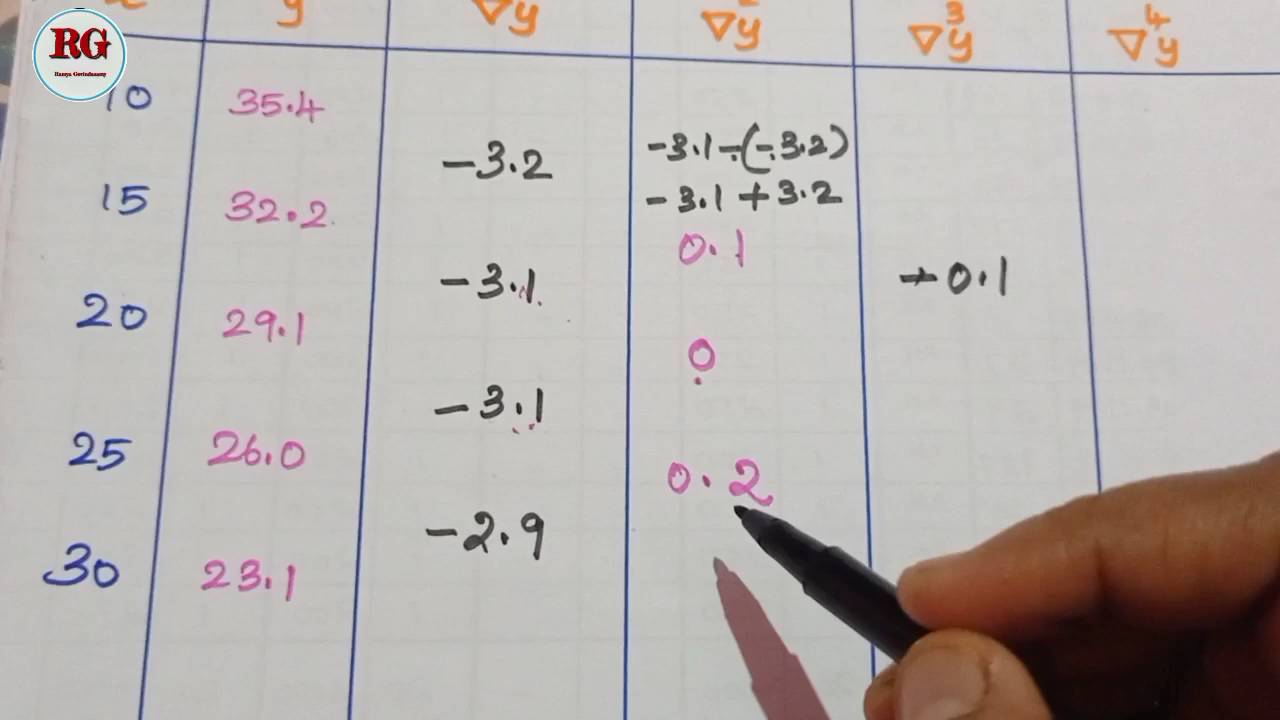 RG
Ramya Govindasamy
x y ∇y ∇²y ∇³y ∇⁴y
10 35.4
-3.2 -3.1-(-3.2)
15 32.2 -3.1+3.2
0.1
-3.1 -0.1
20 29.1
0
-3.1
25 26.0 0.2
-2.9
30 23.1